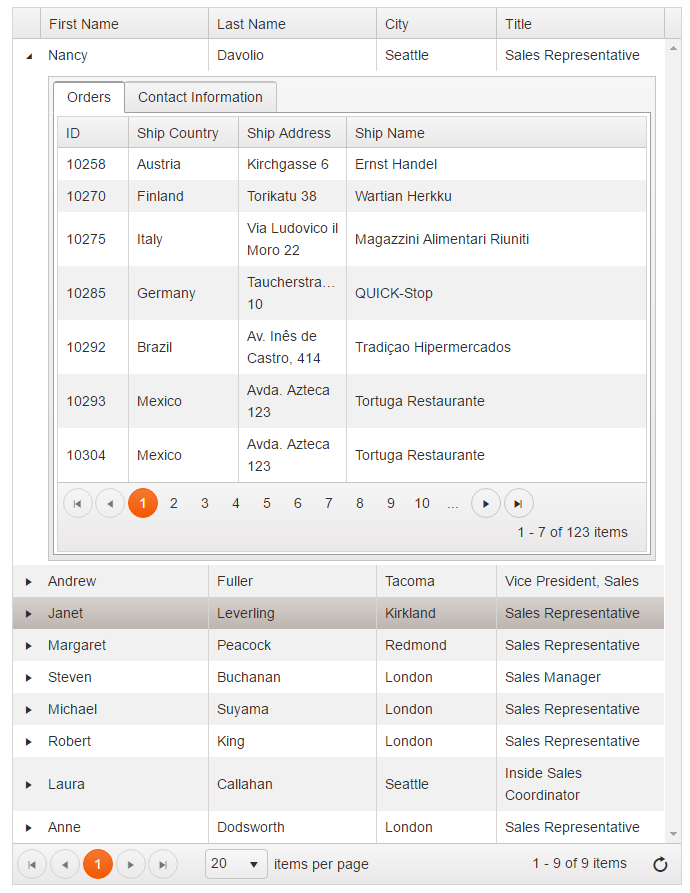 First Name Last Name City Title
Nancy Davolio Seattle Sales Representative
Orders Contact Information
ID Ship Country Ship Address Ship Name
10258 Austria Kirchgasse 6 Ernst Handel
10270 Finland Torikatu 38 Wartian Herkku
10275 Italy Via Ludovico il Moro 22 Magazzini Alimentari Riuniti
10285 Germany Taucherstra... 10 QUICK-Stop
10292 Brazil Av. Inês de Castro, 414 Tradiçao Hipermercados
10293 Mexico Avda. Azteca 123 Tortuga Restaurante
10304 Mexico Avda. Azteca 123 Tortuga Restaurante
1 2 3 4 5 6 7 8 9 10 ...
1 - 7 of 123 items
Andrew Fuller Tacoma Vice President, Sales
Janet Leverling Kirkland Sales Representative
Margaret Peacock Redmond Sales Representative
Steven Buchanan London Sales Manager
Michael Suyama London Sales Representative
Robert King London Sales Representative
Laura Callahan Seattle Inside Sales Coordinator
Anne Dodsworth London Sales Representative
1 20 items per page 1 - 9 of 9 items